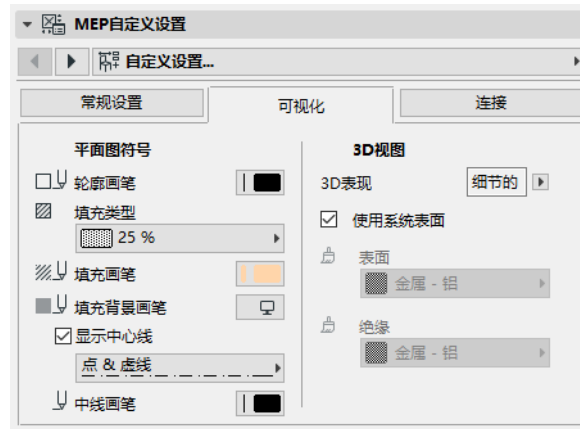 MEP自定义设置
自定义设置...
常规设置
可视化
连接
平面图符号
轮廓画笔
填充类型
25 %
填充画笔
填充背景画笔
显示中心线
点 & 虚线
中线画笔
3D视图
3D表现
细节的
使用系统表面
表面
金属 - 铝
绝缘
金属 - 铝